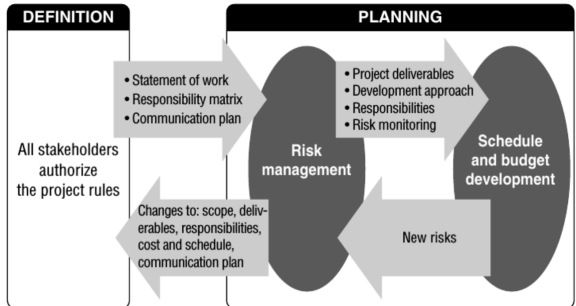 DEFINITION
PLANNING
• Statement of work
• Responsibility matrix
• Communication plan
• Project deliverables
• Development approach
• Responsibilities
• Risk monitoring
All stakeholders
authorize
the project rules
Risk
management
Schedule
and budget
development
Changes to: scope, deliv-
erables, responsibilities,
cost and schedule,
communication plan
New risks